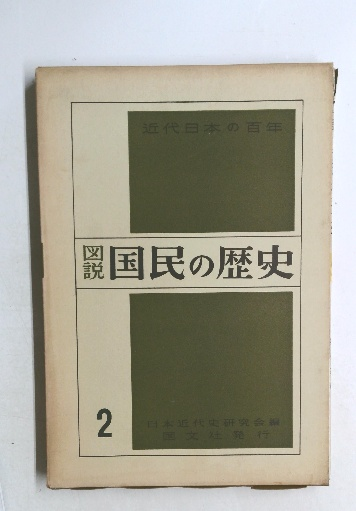 近代日本の百年
図説 国民の歴史
2
日本近代史研究会編
国文社発行